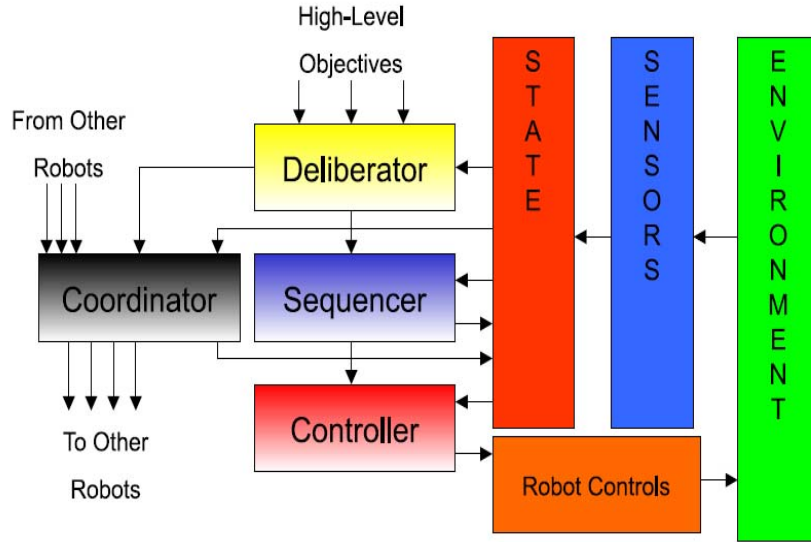 High-Level
Objectives
From Other
Robots
Deliberator
Coordinator
Sequencer
Controller
To Other
Robots
STATE
SENSORS
ENVIRONMENT
Robot Controls